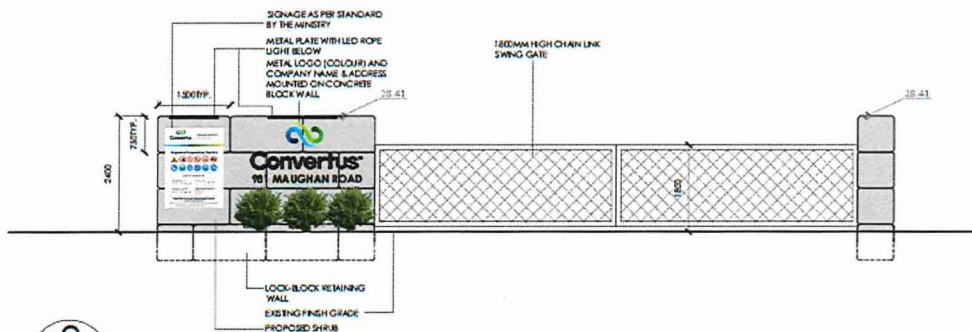 SIGNAGE AS PER STANDARD
BY THE MINISTRY
METAL PLATE WITH LED ROPE
LIGHT BELOW
METAL LOGO (COLOUR) AND
COMPANY NAME & ADDRESS
MOUNTED ON CONCRETE
BLOCK WALL
1800MM HIGH CHAIN LINK
SWING GATE
1500TYP.
28.41
28.41
750TYP.
2400
Convertus
Convertus
98 MAUGHAN ROAD
1800
LOCK-BLOCK RETAINING
WALL
EXISTING FINISH GRADE
PROPOSED SHRUB